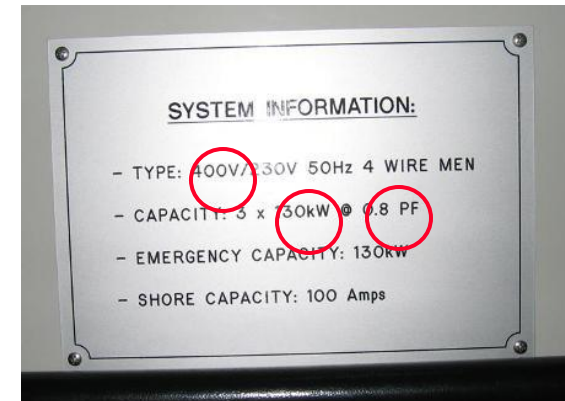 SYSTEM INFORMATION:
- TYPE: 400V/230V 50Hz 4 WIRE MEN
- CAPACITY: 3 x 130kW @ 0.8 PF
- EMERGENCY CAPACITY: 130kW
- SHORE CAPACITY: 100 Amps